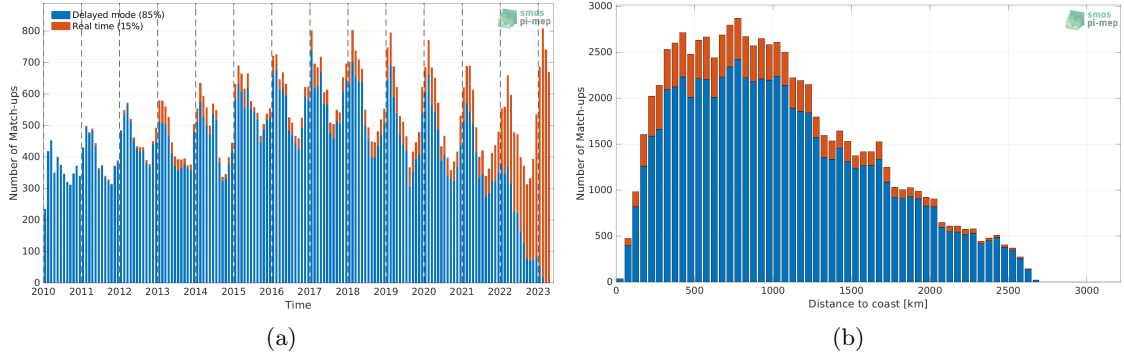 Delayed mode (85%)
Real time (15%)
smos
pi-mep
Number of Match-ups
800
700
600
500
400
300
200
100
0
2010 2011 2012 2013 2014 2015 2016 2017 2018 2019 2020 2021 2022 2023
Time
(a)
smos
pi-mep
Number of Match-ups
3000
2500
2000
1500
1000
500
0
0 500 1000 1500 2000 2500 3000
Distance to coast [km]
(b)